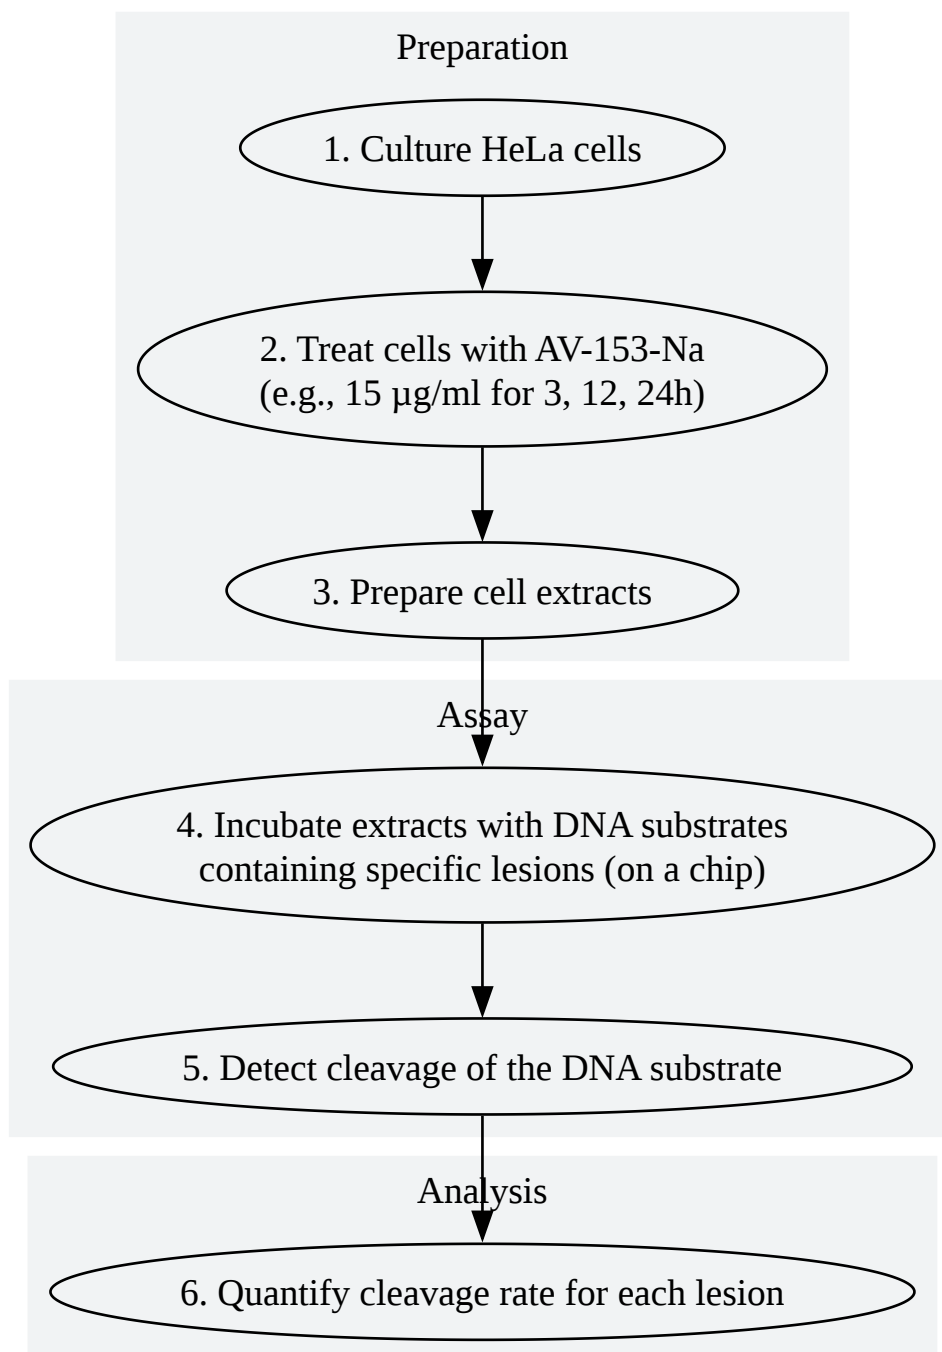 Preparation
1. Culture HeLa cells
2. Treat cells with AV-153-Na
(e.g., 15 µg/ml for 3, 12, 24h)
3. Prepare cell extracts
Assay
4. Incubate extracts with DNA substrates
containing specific lesions (on a chip)
5. Detect cleavage of the DNA substrate
Analysis
6. Quantify cleavage rate for each lesion